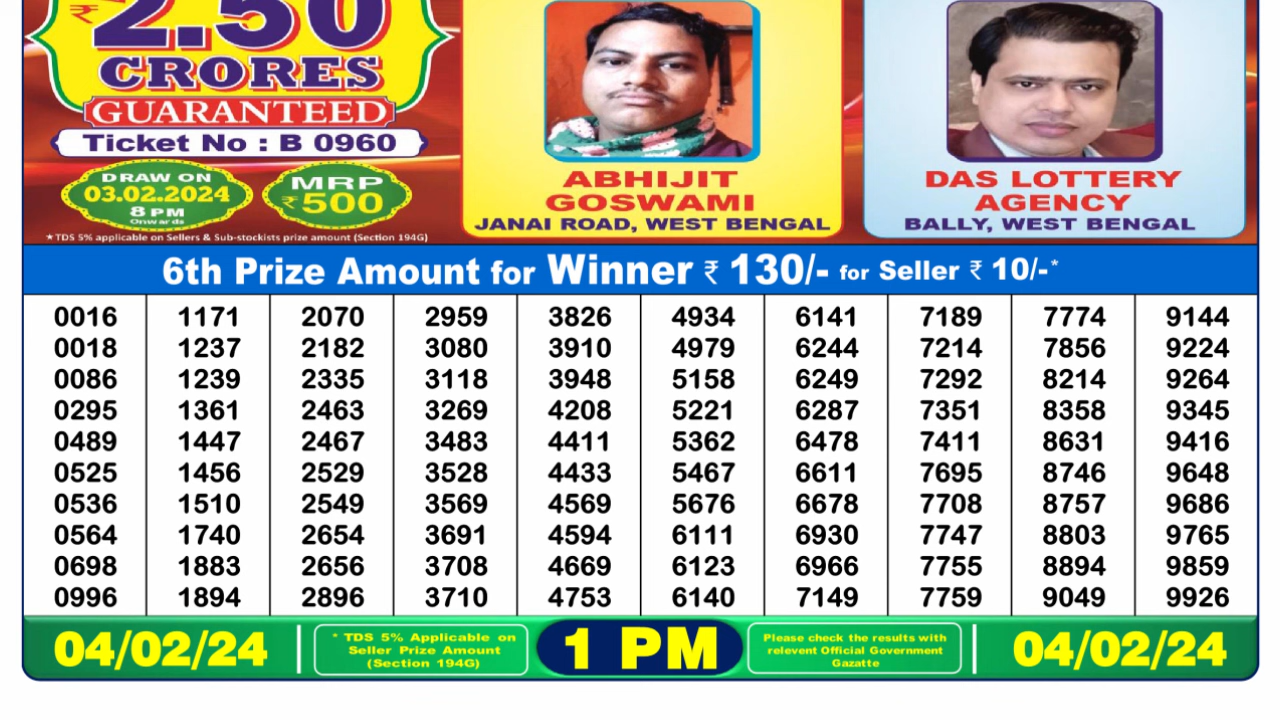 ₹2.50
CRORES
GUARANTEED
Ticket No : B 0960
DRAW ON
03.02.2024
8 PM
Onwards
MRP
₹500
★TDS 5% applicable on Sellers & Sub-stockists prize amount (Section 194G)
ABHIJIT
GOSWAMI
JANAI ROAD, WEST BENGAL
DAS LOTTERY
AGENCY
BALLY, WEST BENGAL
6th Prize Amount for Winner ₹ 130/- for Seller ₹ 10/-*
0016 1171 2070 2959 3826 4934 6141 7189 7774 9144
0018 1237 2182 3080 3910 4979 6244 7214 7856 9224
0086 1239 2335 3118 3948 5158 6249 7292 8214 9264
0295 1361 2463 3269 4208 5221 6287 7351 8358 9345
0489 1447 2467 3483 4411 5362 6478 7411 8631 9416
0525 1456 2529 3528 4433 5467 6611 7695 8746 9648
0536 1510 2549 3569 4569 5676 6678 7708 8757 9686
0564 1740 2654 3691 4594 6111 6930 7747 8803 9765
0698 1883 2656 3708 4669 6123 6966 7755 8894 9859
0996 1894 2896 3710 4753 6140 7149 7759 9049 9926
04/02/24
* TDS 5% Applicable on
Seller Prize Amount
(Section 194G)
1 PM
Please check the results with
relevent Official Government
Gazatte
04/02/24